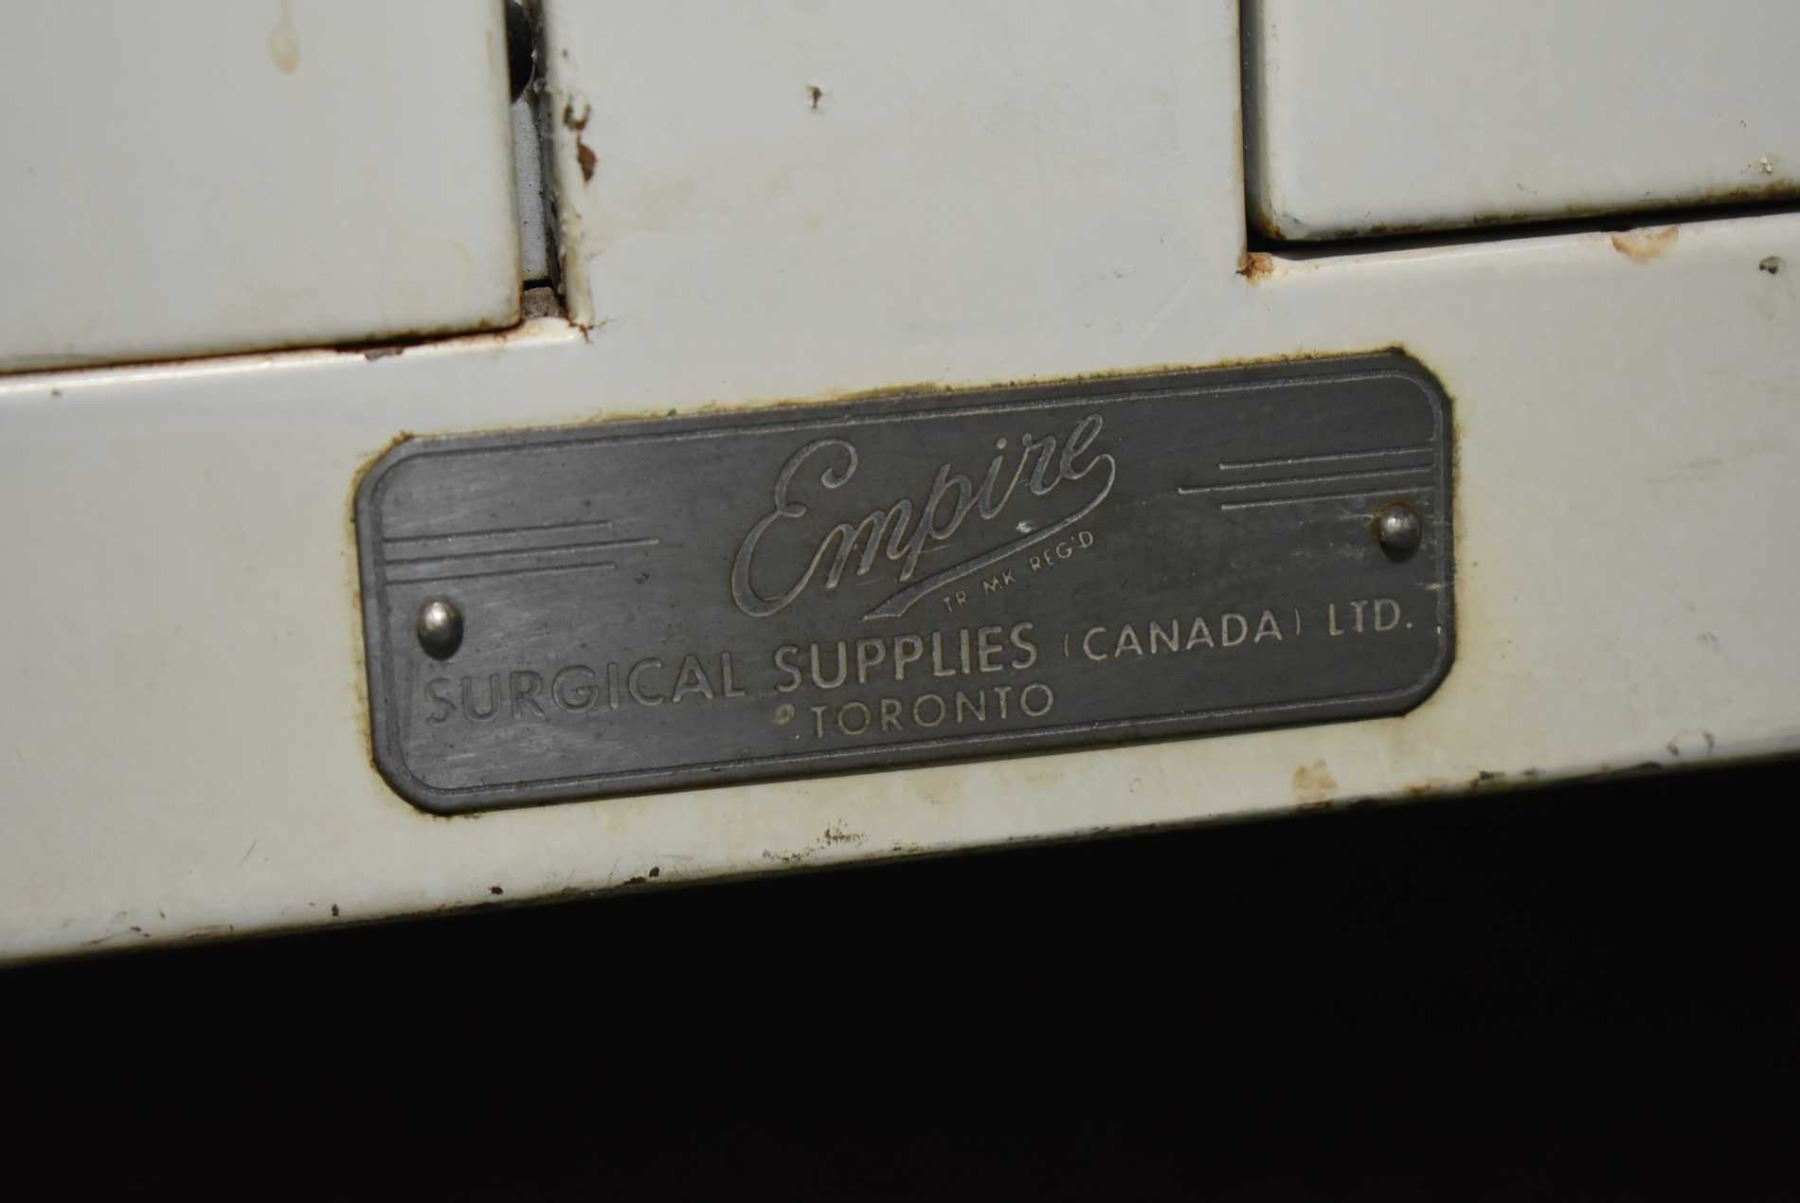 Empire
TR MK REG'D
SURGICAL SUPPLIES (CANADA) LTD.
TORONTO